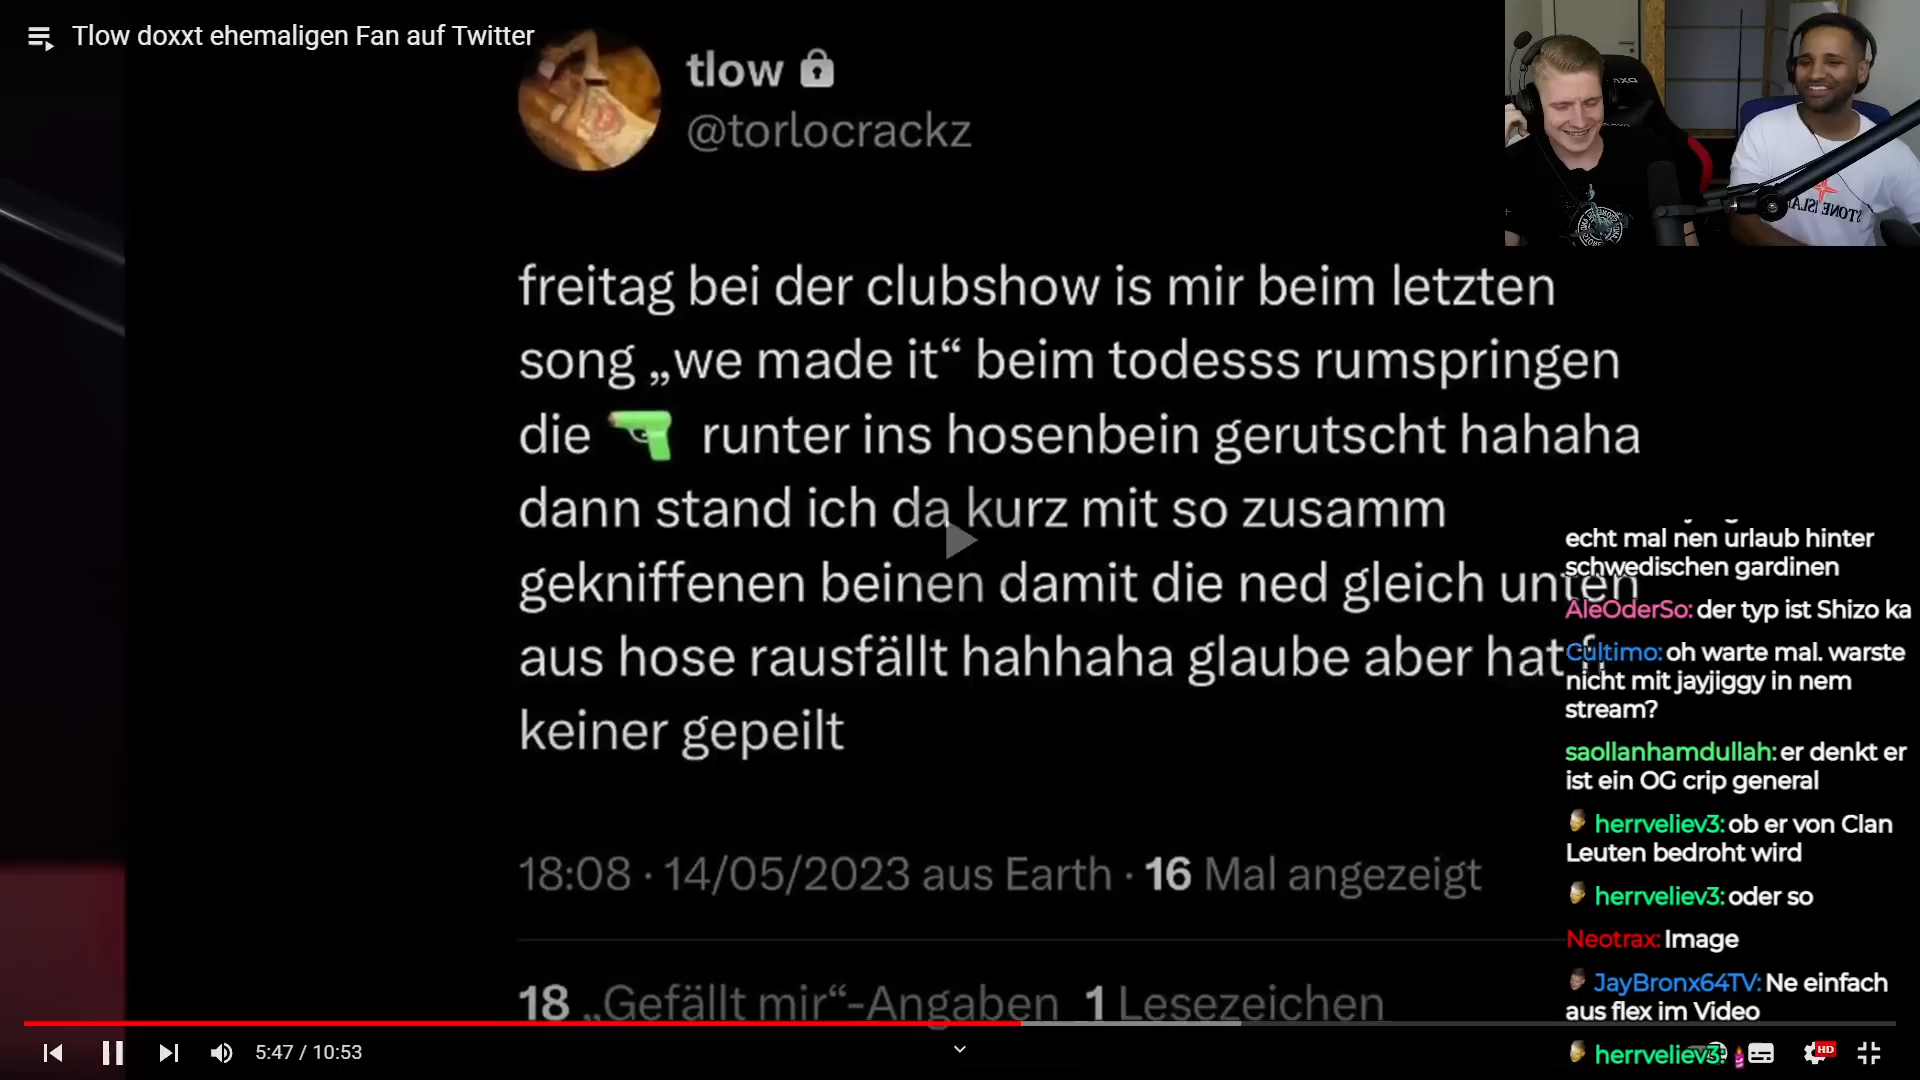 Tlow doxxt ehemaligen Fan auf Twitter
tlow
@torlocrackz
freitag bei der clubshow is mir beim letzten
song „we made it“ beim todesss rumspringen
die 🔫 runter ins hosenbein gerutscht hahaha
dann stand ich da kurz mit so zusamm
gekniffenen beinen damit die ned gleich unten
aus hose rausfällt hahhaha glaube aber hat
keiner gepeilt
18:08 · 14/05/2023 aus Earth · 16 Mal angezeigt
18 „Gefällt mir“-Angaben 1 Lesezeichen
STONE ISLA
echt mal nen urlaub hinter
schwedischen gardinen
AleOderSo: der typ ist Shizo ka
Cultimo: oh warte mal. warste
nicht mit jayjiggy in nem
stream?
saollanhamdullah: er denkt er
ist ein OG crip general
herrveliev3: ob er von Clan
Leuten bedroht wird
herrveliev3: oder so
Neotrax: Image
JayBronx64TV: Ne einfach
aus flex im Video
herrveliev3:
5:47 / 10:53
HD